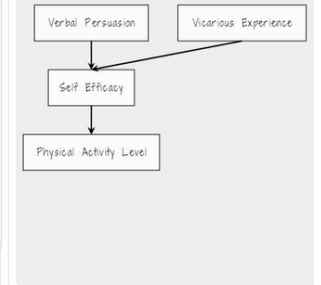 Verbal Persuasion
Vicarious Experience
Self Efficacy
Physical Activity Level